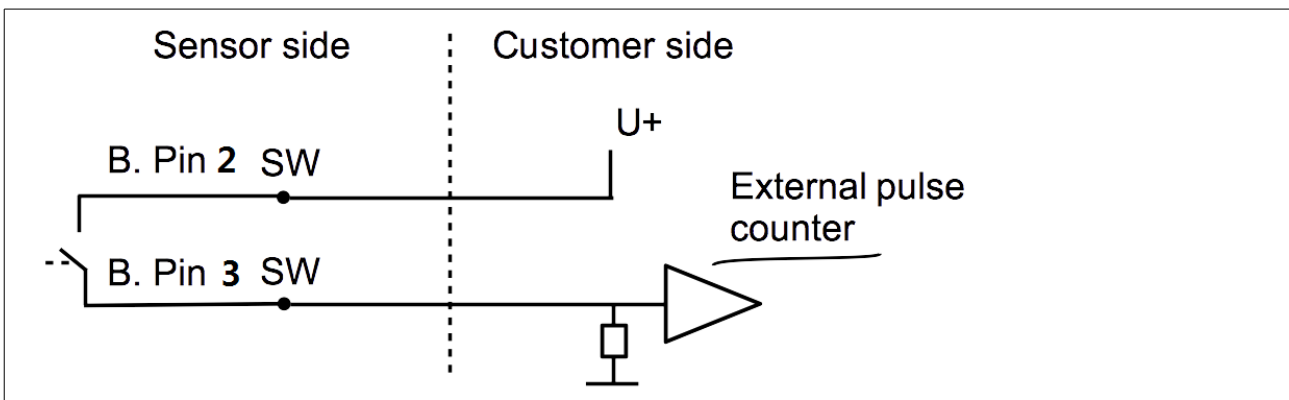 Sensor side
Customer side
U+
B. Pin 2 SW
External pulse
counter
B. Pin 3 SW